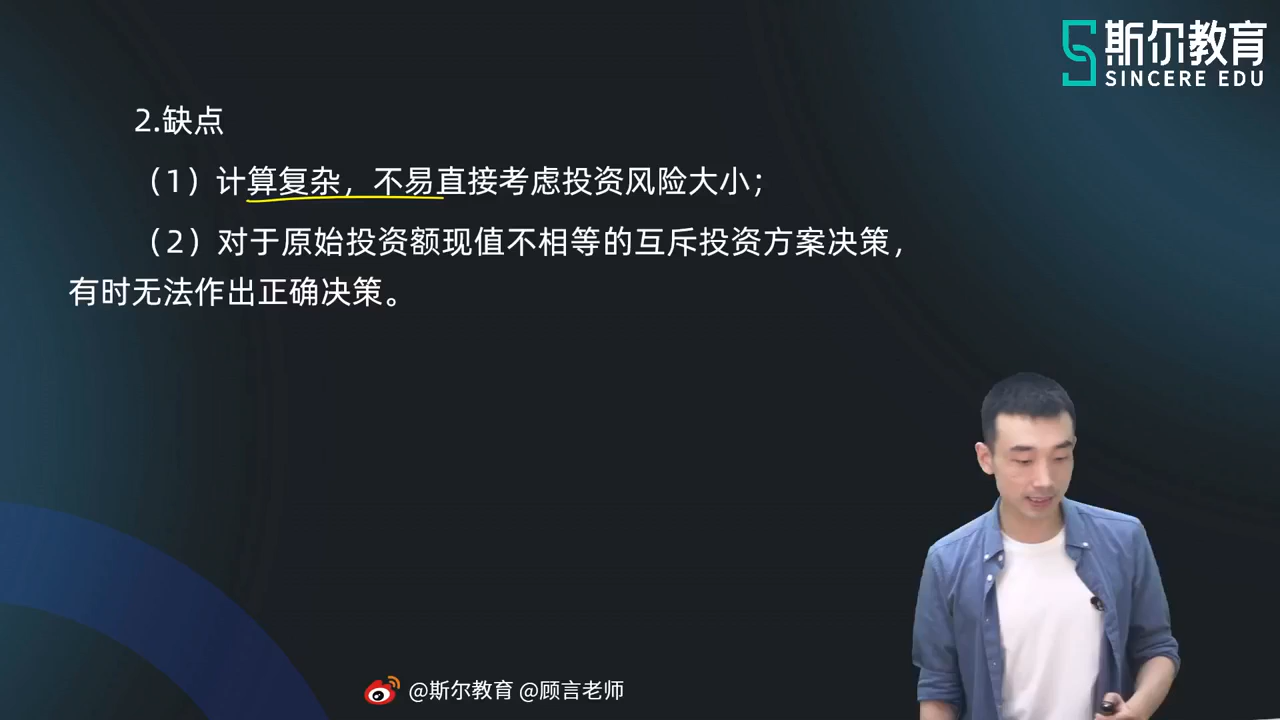 斯尔教育
SINCERE EDU
2.缺点
（1）计算复杂，不易直接考虑投资风险大小；
（2）对于原始投资额现值不相等的互斥投资方案决策，
有时无法作出正确决策。
@斯尔教育 @顾言老师